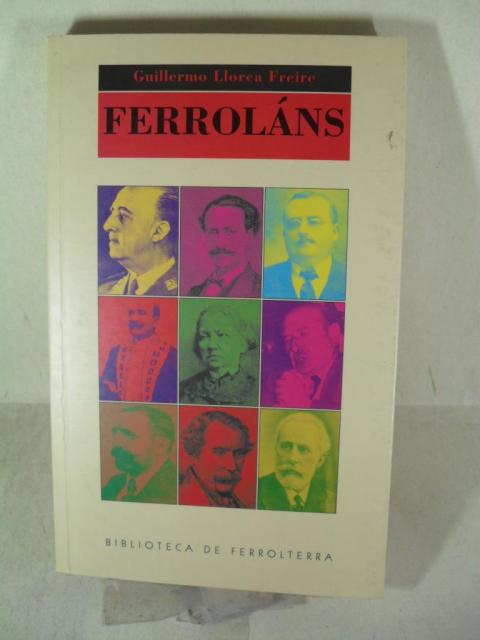 Guillermo Llorca Freire
FERROLÁNS
BIBLIOTECA DE FERROLTERRA